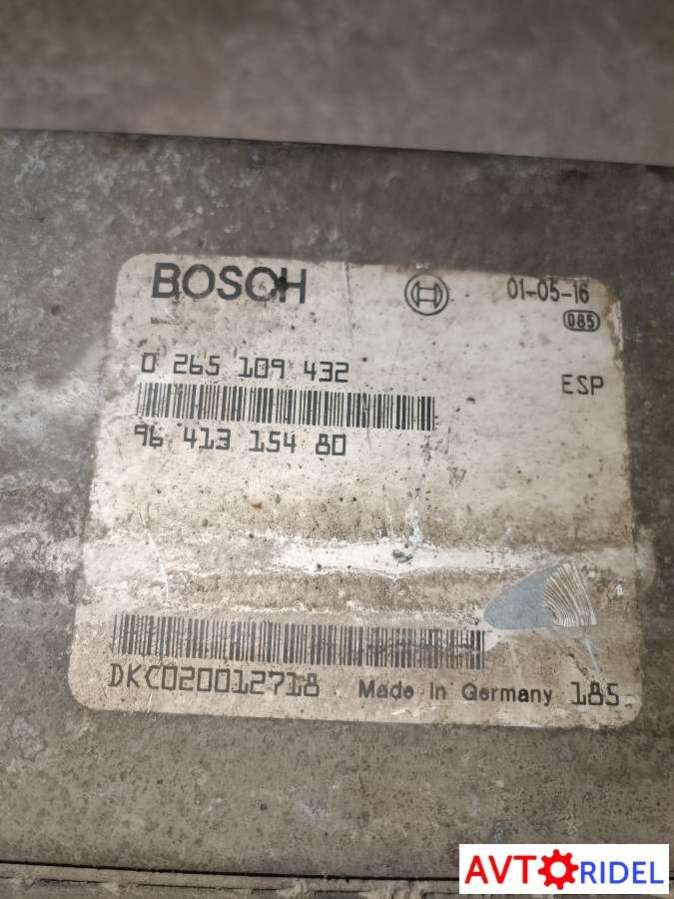 BOSCH
01-05-16
085
0 265 109 432
ESP
96 413 154 80
DKC020012718 Made in Germany 185
AVTORIDEL